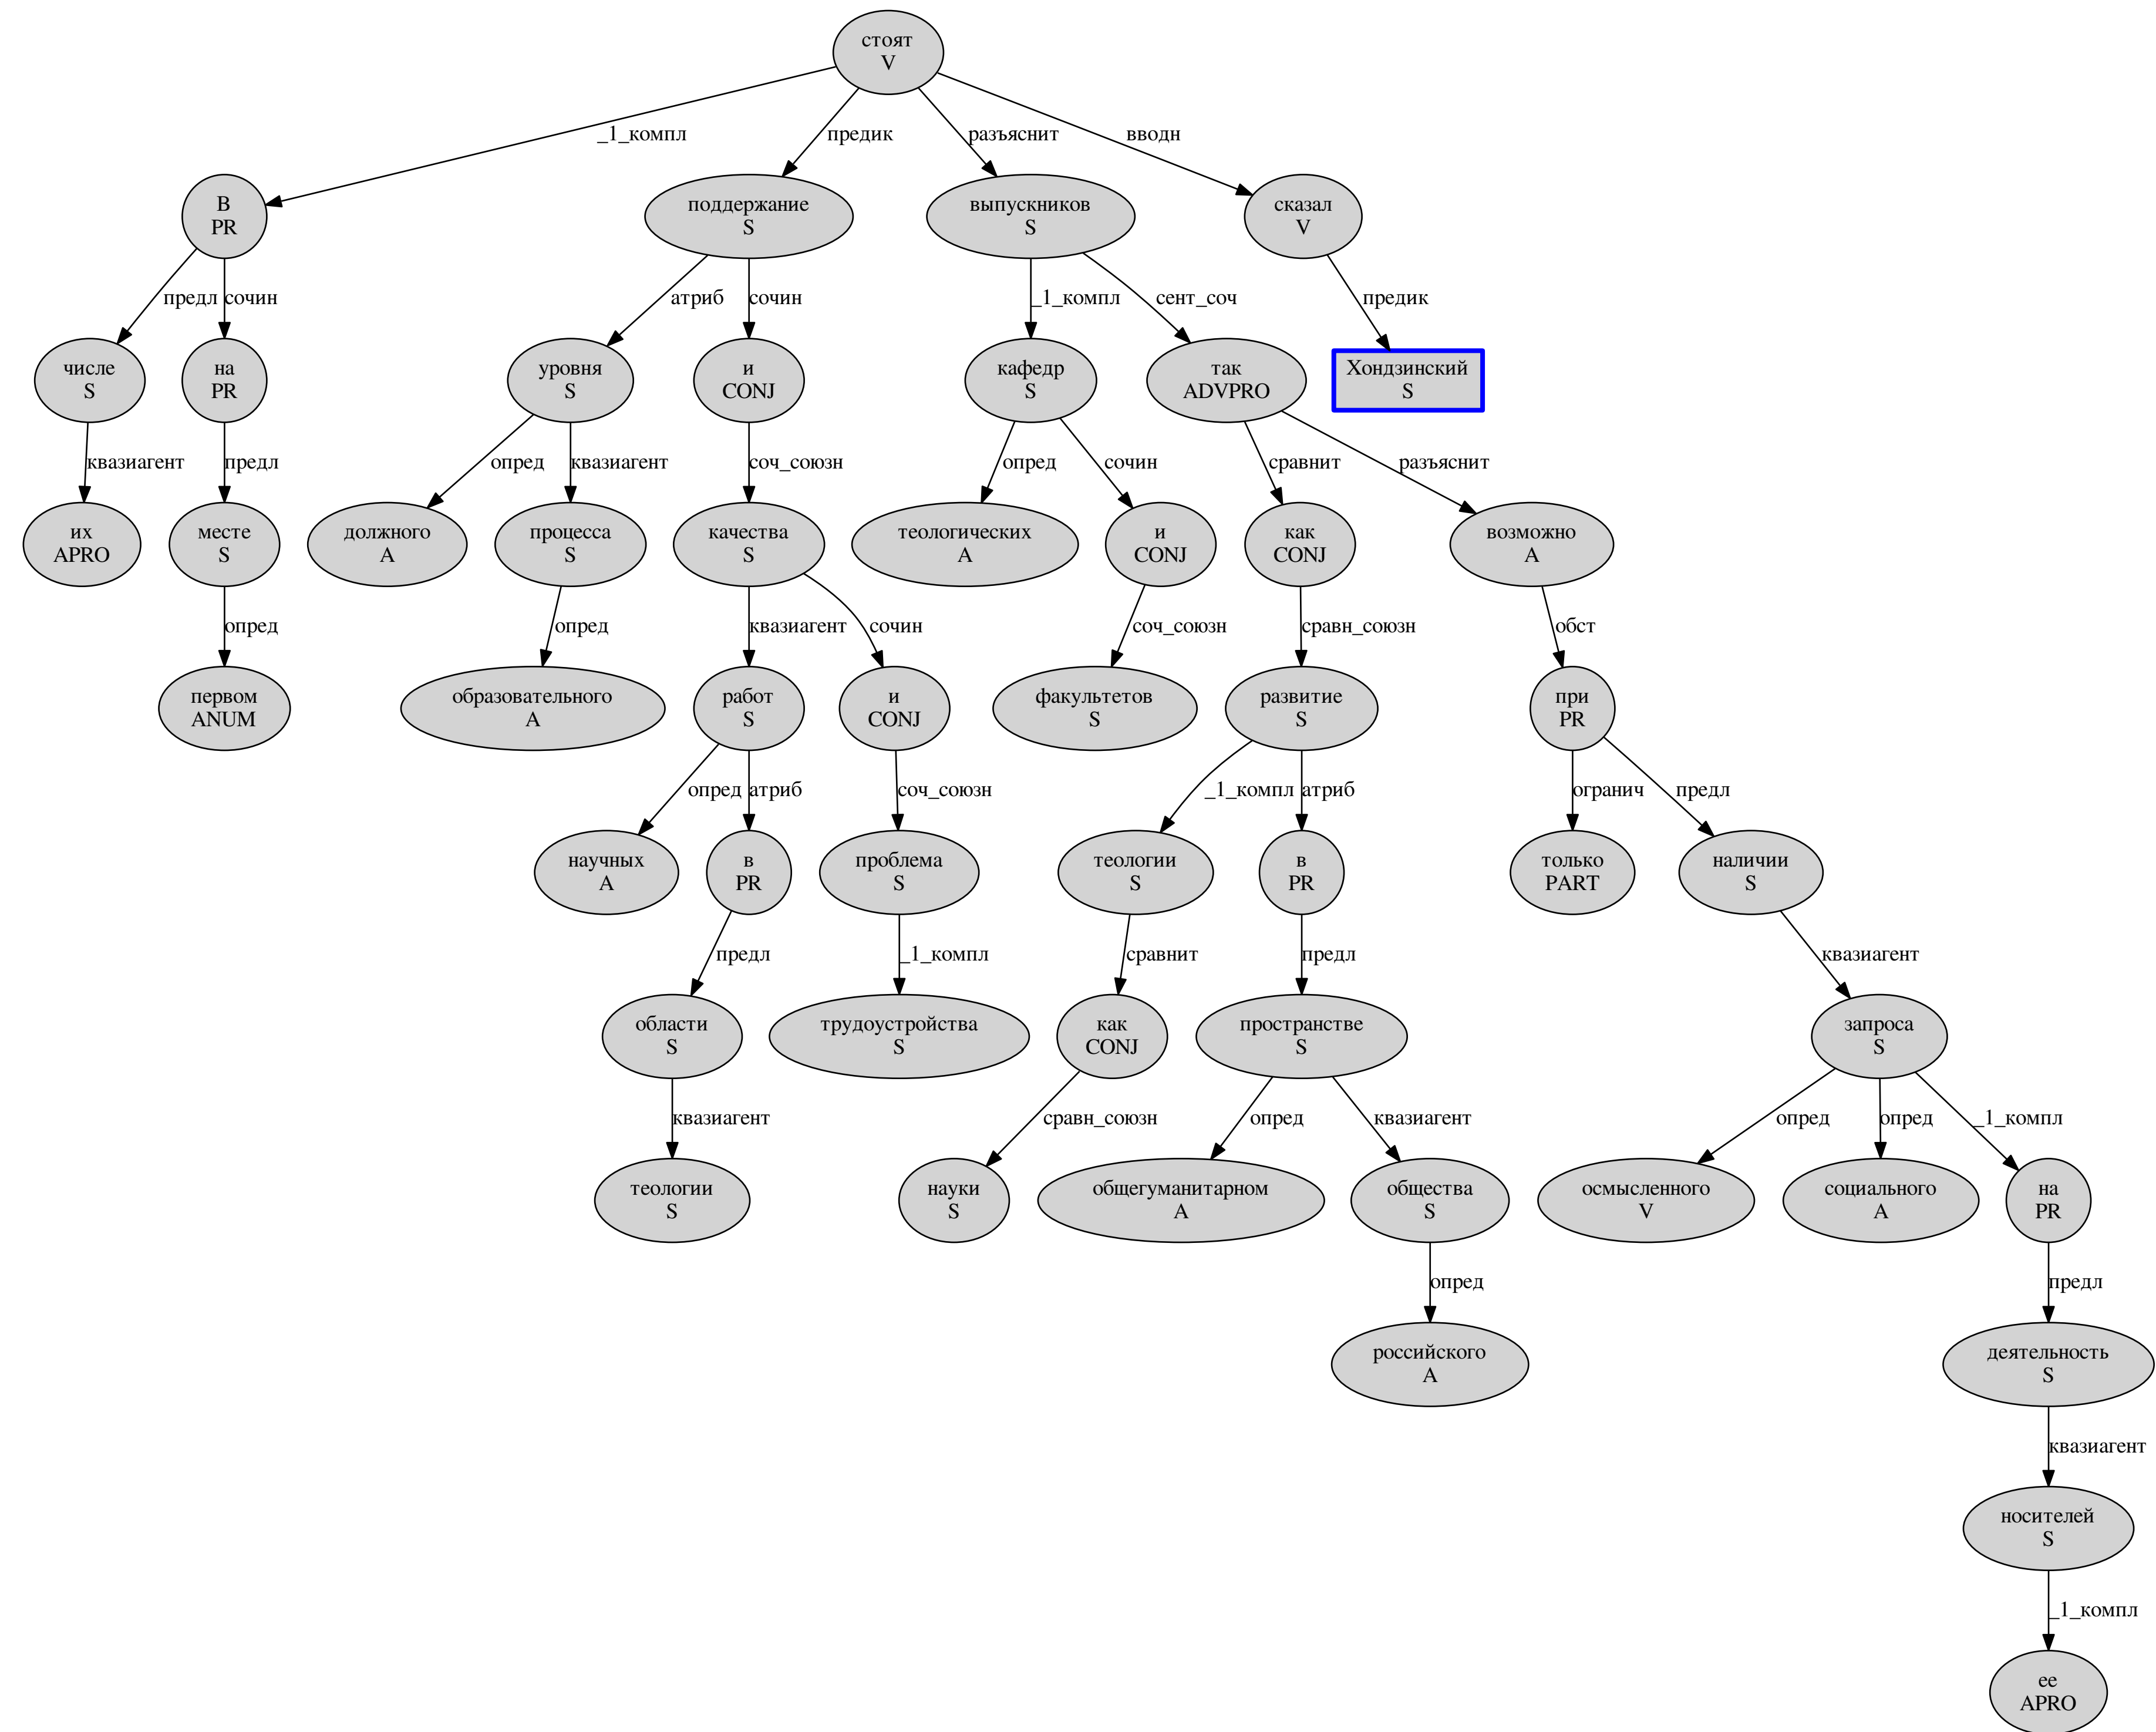 стоят
V
_1_компл
предик
разъяснит
вводн
В
PR
поддержание
S
выпускников
S
сказал
V
предл
сочин
атриб
сочин
_1_компл
сент_соч
предик
числе
S
на
PR
уровня
S
и
CONJ
кафедр
S
так
ADVPRO
Хондзинский
S
квазиагент
предл
опред
квазиагент
соч_союзн
опред
сочин
сравнит
разъяснит
их
APRO
месте
S
должного
A
процесса
S
качества
S
теологических
A
и
CONJ
как
CONJ
возможно
A
опред
опред
квазиагент
сочин
соч_союзн
сравн_союзн
обст
первом
ANUM
образовательного
A
работ
S
и
CONJ
факультетов
S
развитие
S
при
PR
опред
атриб
соч_союзн
_1_компл
атриб
огранич
предл
научных
A
в
PR
проблема
S
теологии
S
в
PR
только
PART
наличии
S
предл
_1_компл
сравнит
предл
квазиагент
области
S
трудоустройства
S
как
CONJ
пространстве
S
запроса
S
квазиагент
сравн_союзн
опред
квазиагент
опред
опред
_1_компл
теологии
S
науки
S
общегуманитарном
A
общества
S
осмысленного
V
социального
A
на
PR
опред
предл
российского
A
деятельность
S
квазиагент
носителей
S
_1_компл
ее
APRO